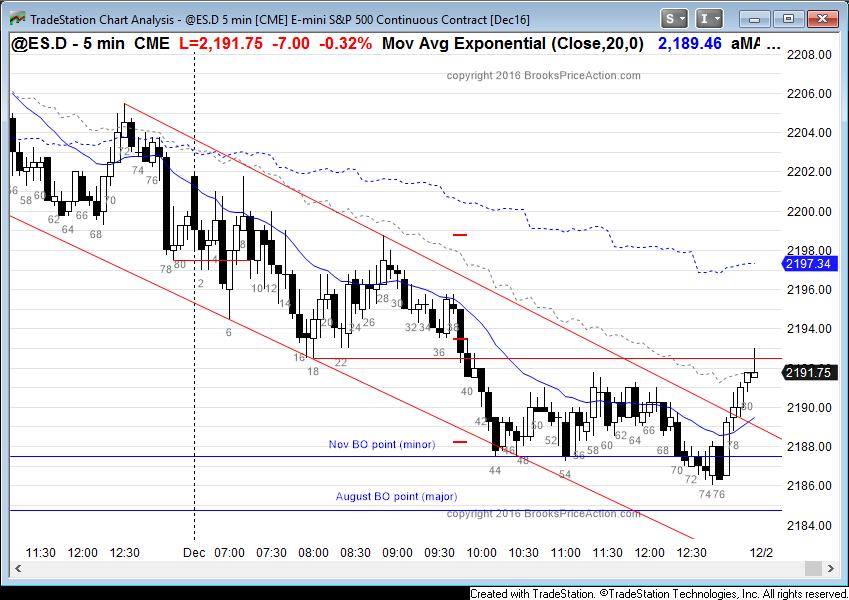 TradeStation Chart Analysis - @ES.D 5 min [CME] E-mini S&P 500 Continuous Contract [Dec16]
S I
@ES.D - 5 min CME L=2,191.75 -7.00 -0.32% Mov Avg Exponential (Close,20,0) 2,189.46 aMA ...
copyright 2016 BrooksPriceAction.com
2208.00
2206.00
2204.00
2202.00
2200.00
2198.00
2197.34
2196.00
2194.00
2191.75
2190.00
2188.00
2186.00
2184.00
58 60 62 64 66 68 70 72 74 76 78 80
2 4 6 8 10 12 14 16 18 20 22 24 26 28 30 32 34 36 38 40 42 44 46 48 50 52 54 56 58 60 62 64 66 68 70 72 74 76 78 80
Nov BO point (minor)
August BO point (major)
copyright 2016 BrooksPriceAction.com
11:30 12:00 12:30 Dec 07:00 07:30 08:00 08:30 09:00 09:30 10:00 10:30 11:00 11:30 12:00 12:30 12/2
Created with TradeStation. ©TradeStation Technologies, Inc. All rights reserved.